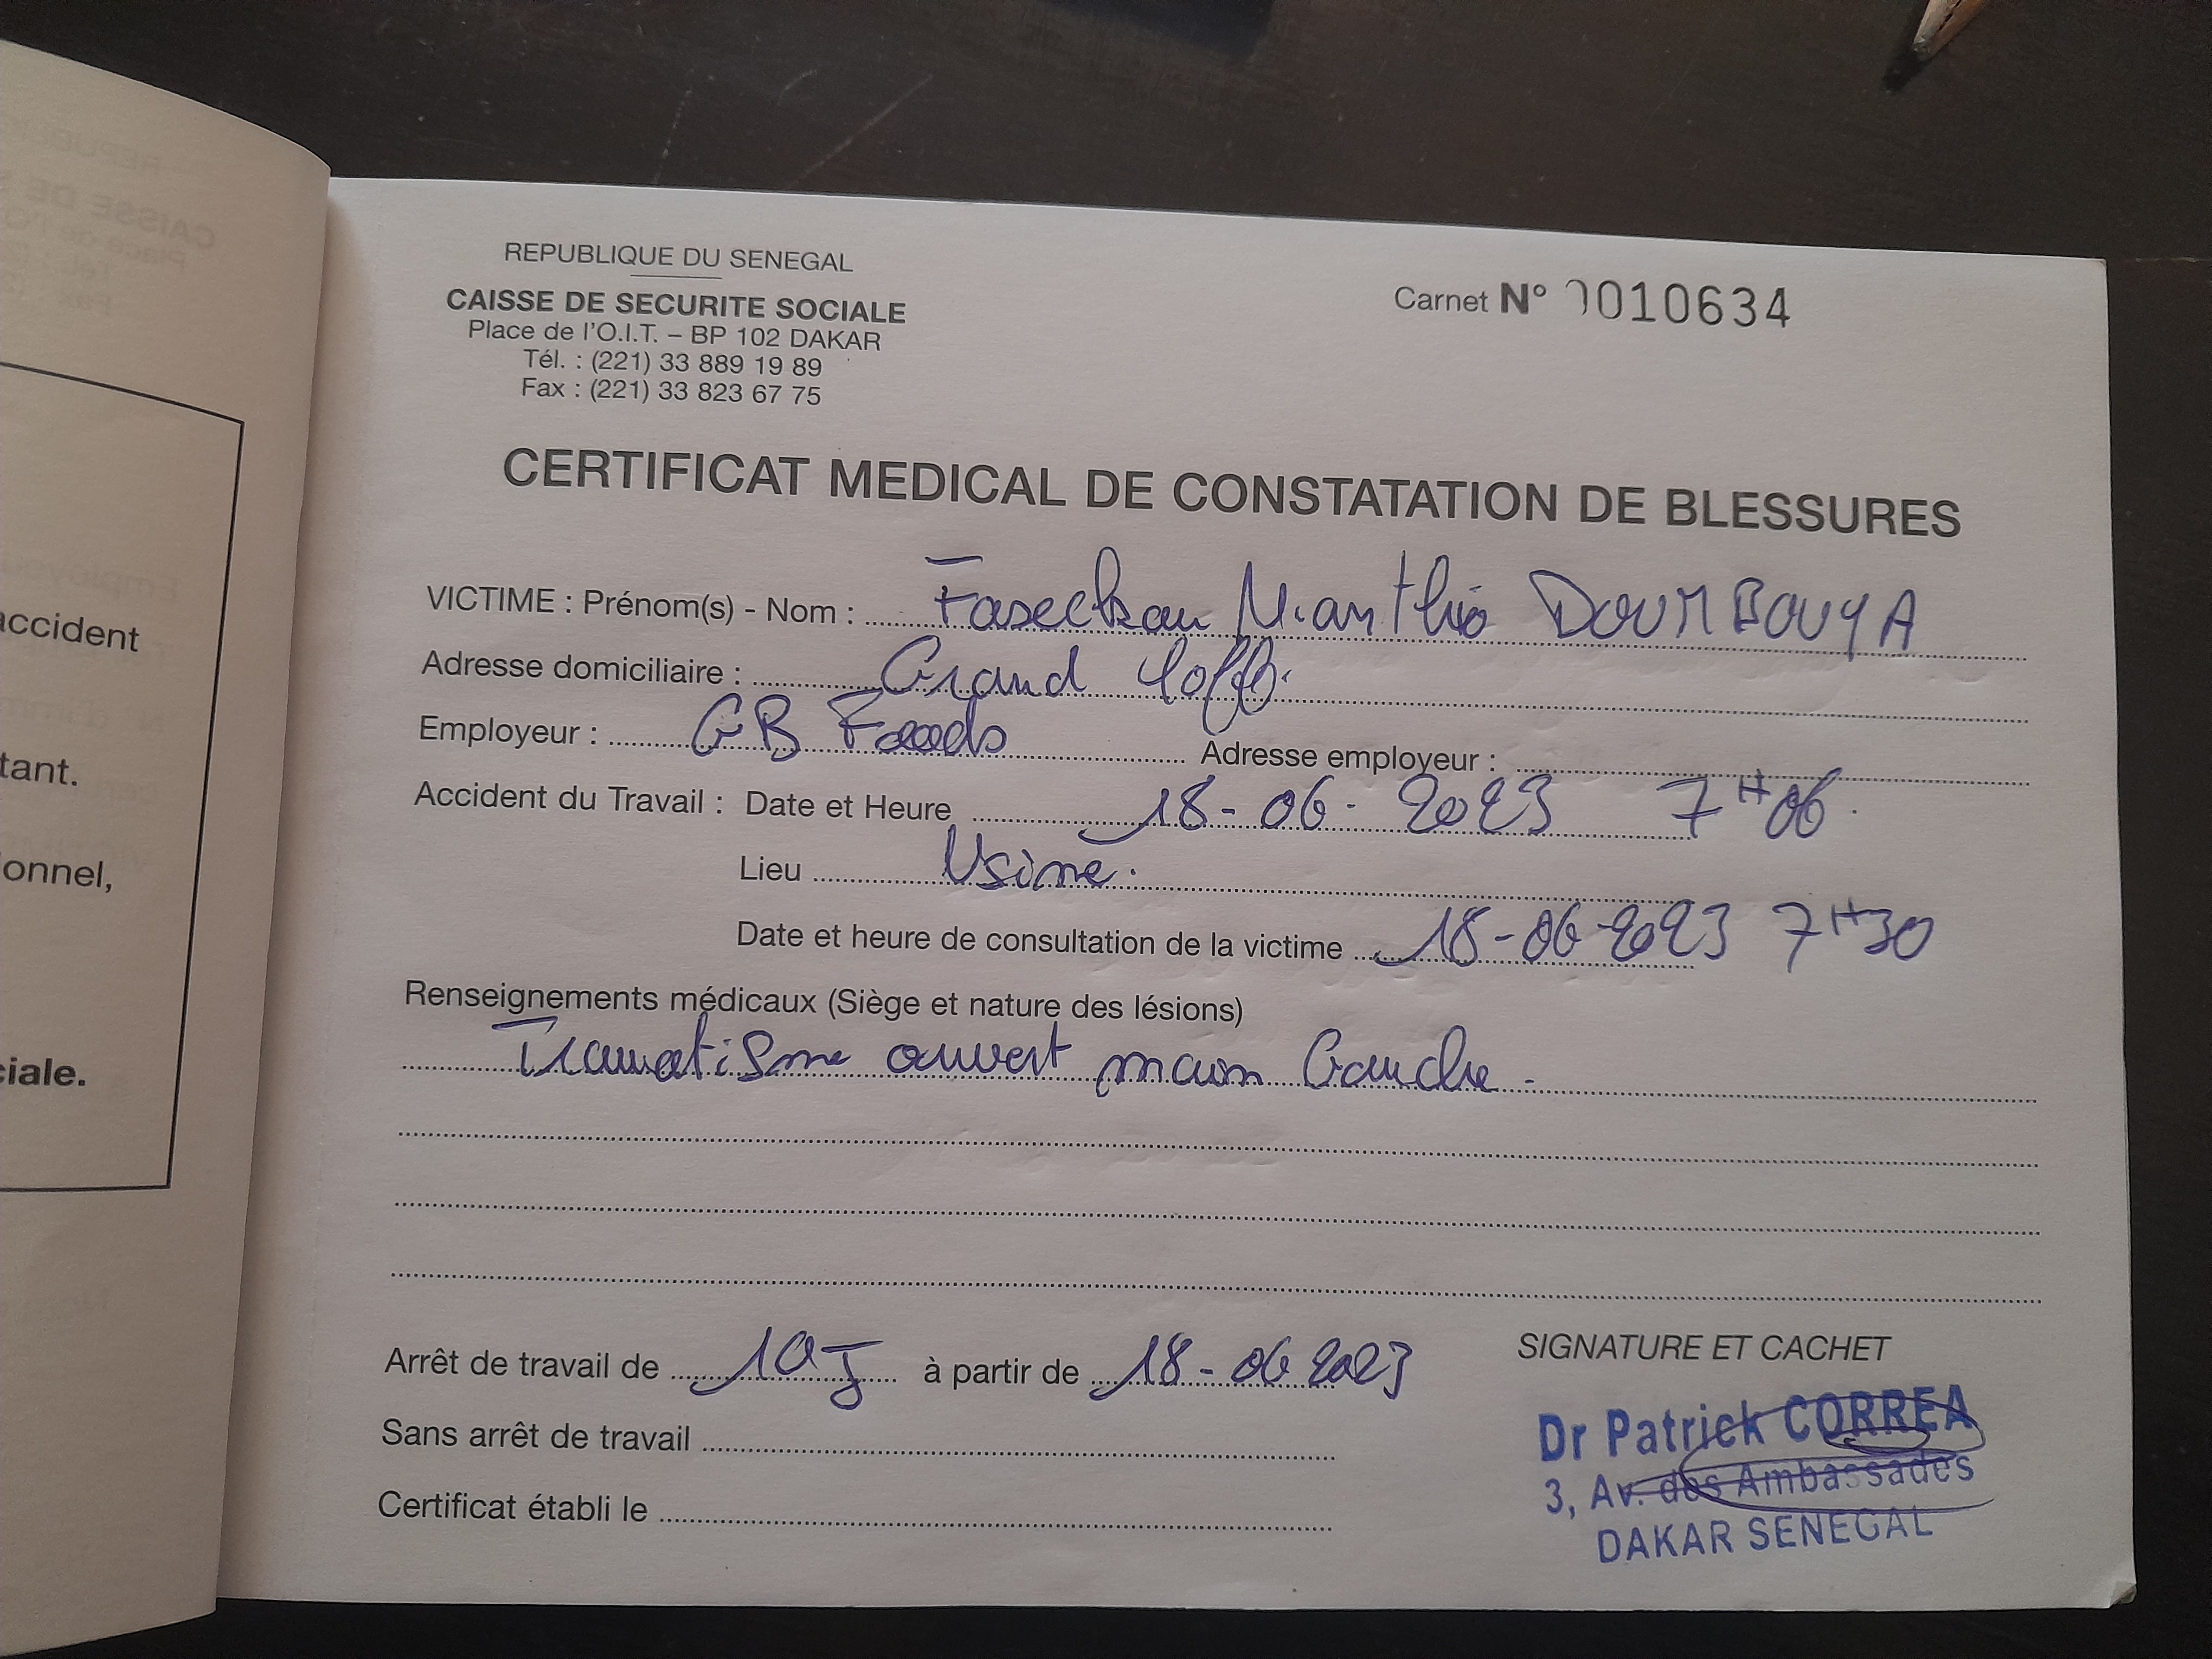 REPUBLIQUE DU SENEGAL
CAISSE DE SECURITE SOCIALE
Place de l'O.I.T. – BP 102 DAKAR
Tél. : (221) 33 889 19 89
Fax : (221) 33 823 67 75
Carnet N° 0010634
CERTIFICAT MEDICAL DE CONSTATATION DE BLESSURES
VICTIME : Prénom(s) - Nom : DOUMBOUYA
Adresse domiciliaire : Grand Yoff.
Employeur : GB Foods Adresse employeur :
Accident du Travail : Date et Heure 18-06-2023 7H06.
Lieu Usine.
Date et heure de consultation de la victime 18-06-2023 7H30
Renseignements médicaux (Siège et nature des lésions)
Traumatisme ouvert main Gauche.
Arrêt de travail de 10J à partir de 18-06 2023
Sans arrêt de travail
Certificat établi le
SIGNATURE ET CACHET
Dr Patrick CORREA
3, Av. des Ambassades
DAKAR SENEGAL
accident
tant.
onnel,
ciale.